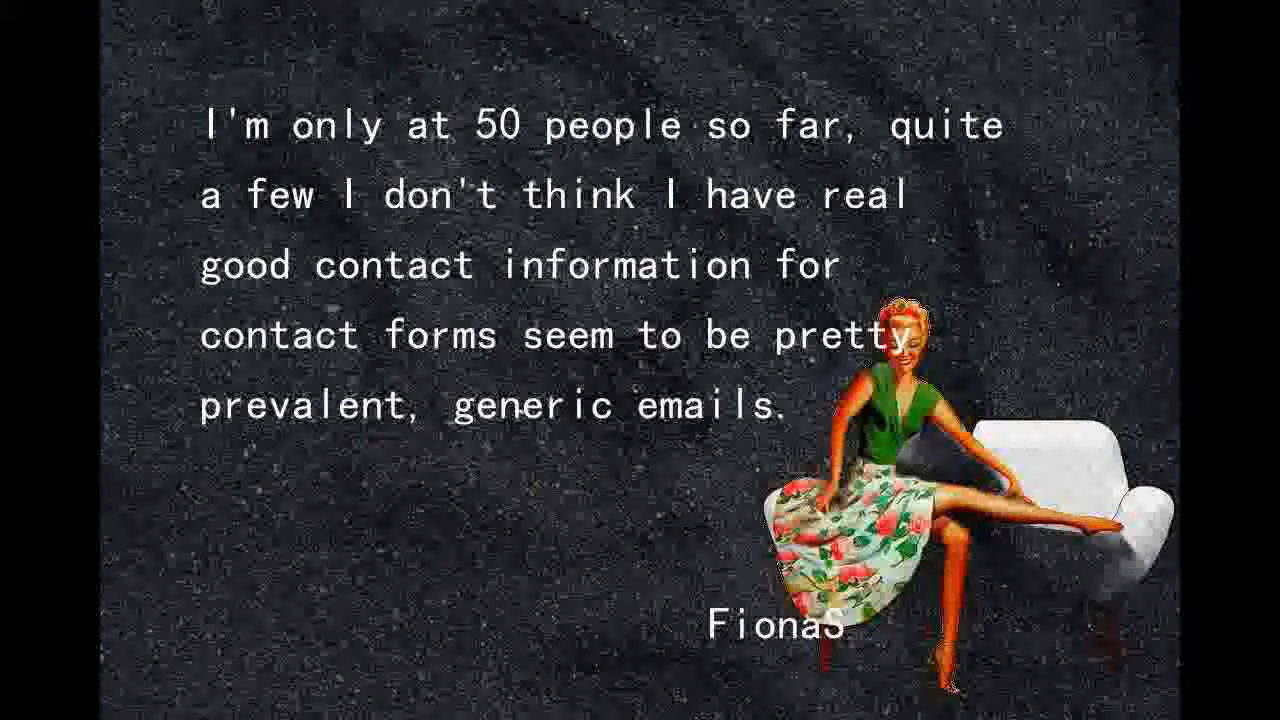 I'm only at 50 people so far, quite
a few I don't think I have real
good contact information for
contact forms seem to be pretty
prevalent, generic emails.
FionaS